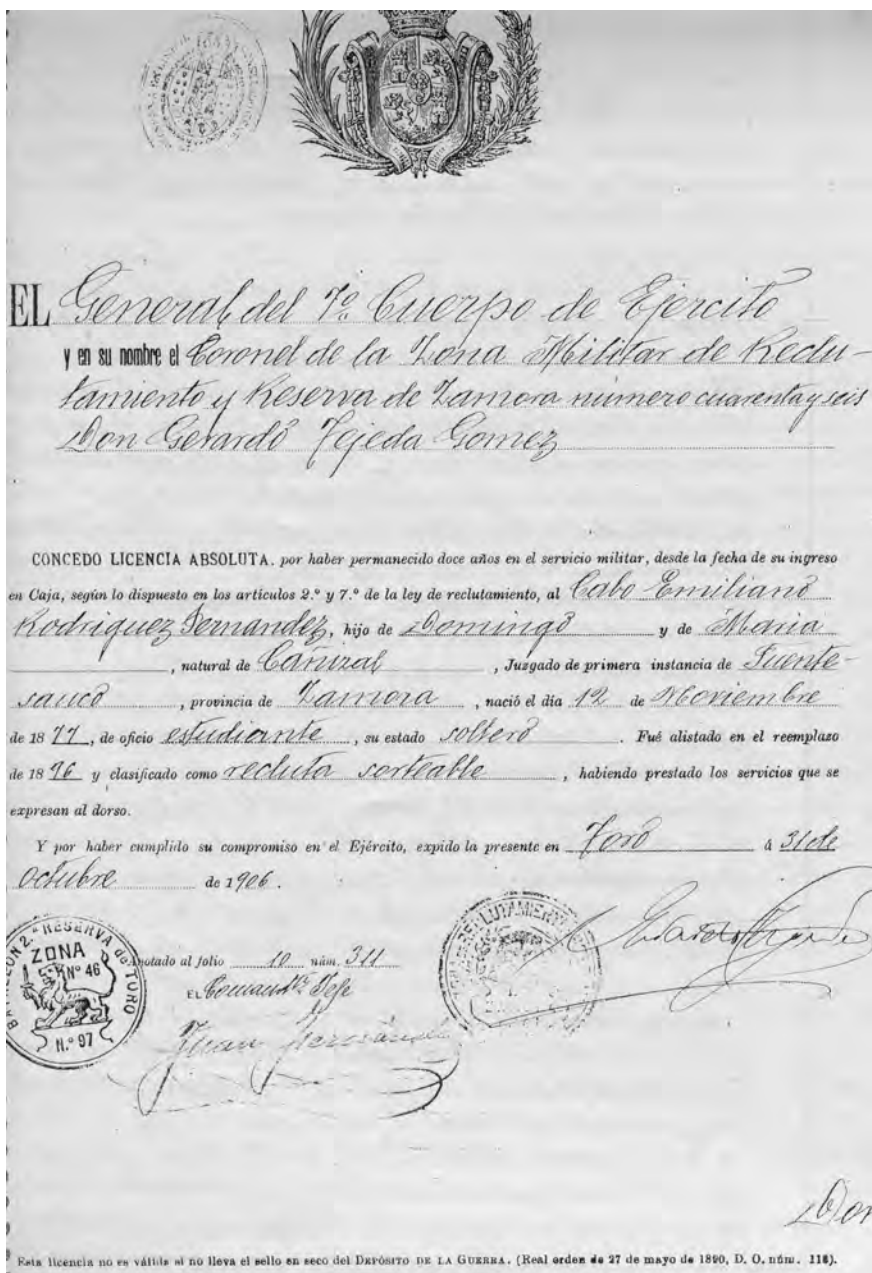 EL General del 7º Cuerpo de Ejercito
y en su nombre el Coronel de la Zona Militar de Reclu-
tamiento y Reserva de Zamora número cuarenta y seis
Don Gerardo Tejeda Gomez
CONCEDO LICENCIA ABSOLUTA, por haber permanecido doce años en el servicio militar, desde la fecha de su ingreso
en Caja, según lo dispuesto en los artículos 2.º y 7.º de la ley de reclutamiento, al Cabo Emiliano
Rodriguez Fernandez, hijo de Domingo y de Maria
, natural de Cañizal, Juzgado de primera instancia de Fuente-
sauco, provincia de Zamora, nació el día 12 de Noviembre
de 1877, de oficio estudiante, su estado soltero. Fué alistado en el reemplazo
de 1896 y clasificado como recluta sorteable, habiendo prestado los servicios que se
expresan al dorso.
Y por haber cumplido su compromiso en el Ejército, expido la presente en Toro á 31 de
Octubre de 1906.
BATALLÓN 2.ª RESERVA de TORO
ZONA
Nº 46
N.º 97
Anotado al folio 10 núm. 311
EL Comandte Jefe
Juan
Don
Esta licencia no es válida si no lleva el sello en seco del DEPÓSITO DE LA GUERRA. (Real orden de 27 de mayo de 1890, D. O. núm. 118).